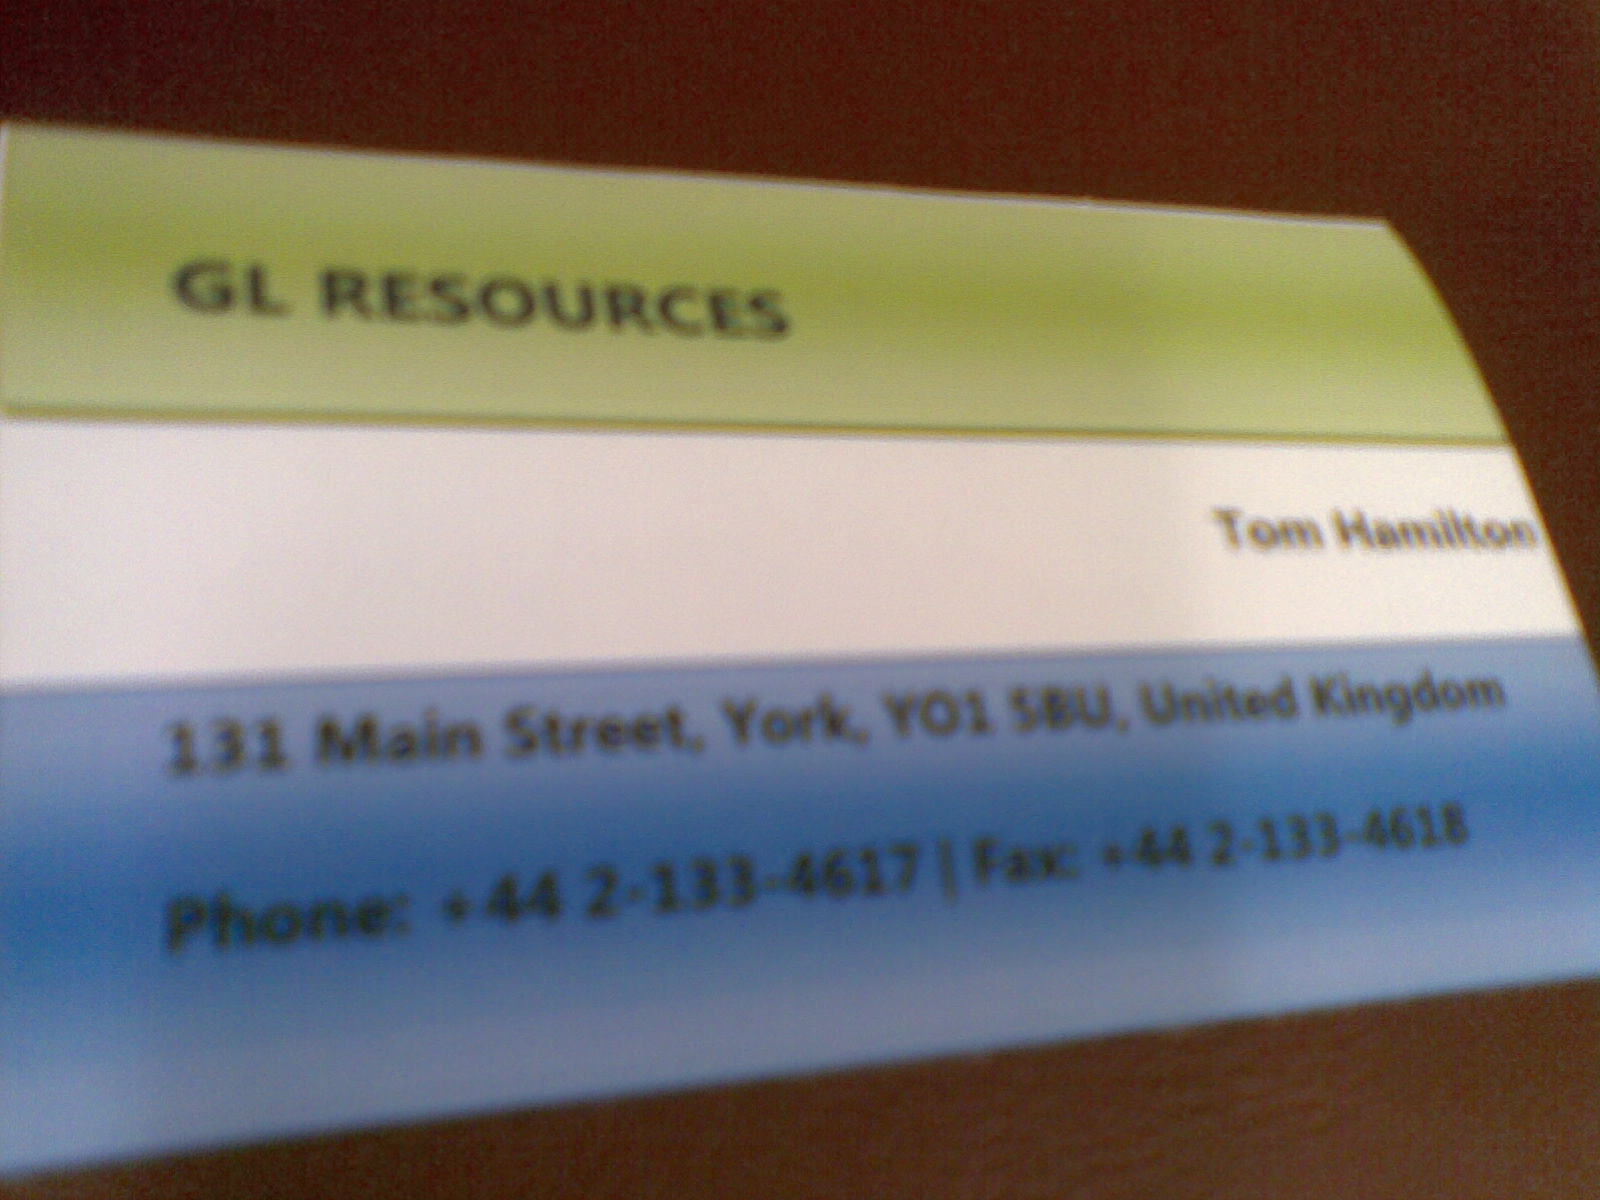 GL RESOURCES
Tom Hamilton
131 Main Street, York, YO1 5BU, United Kingdom
Phone: +44 2-133-4617 | Fax: +44 2-133-4618